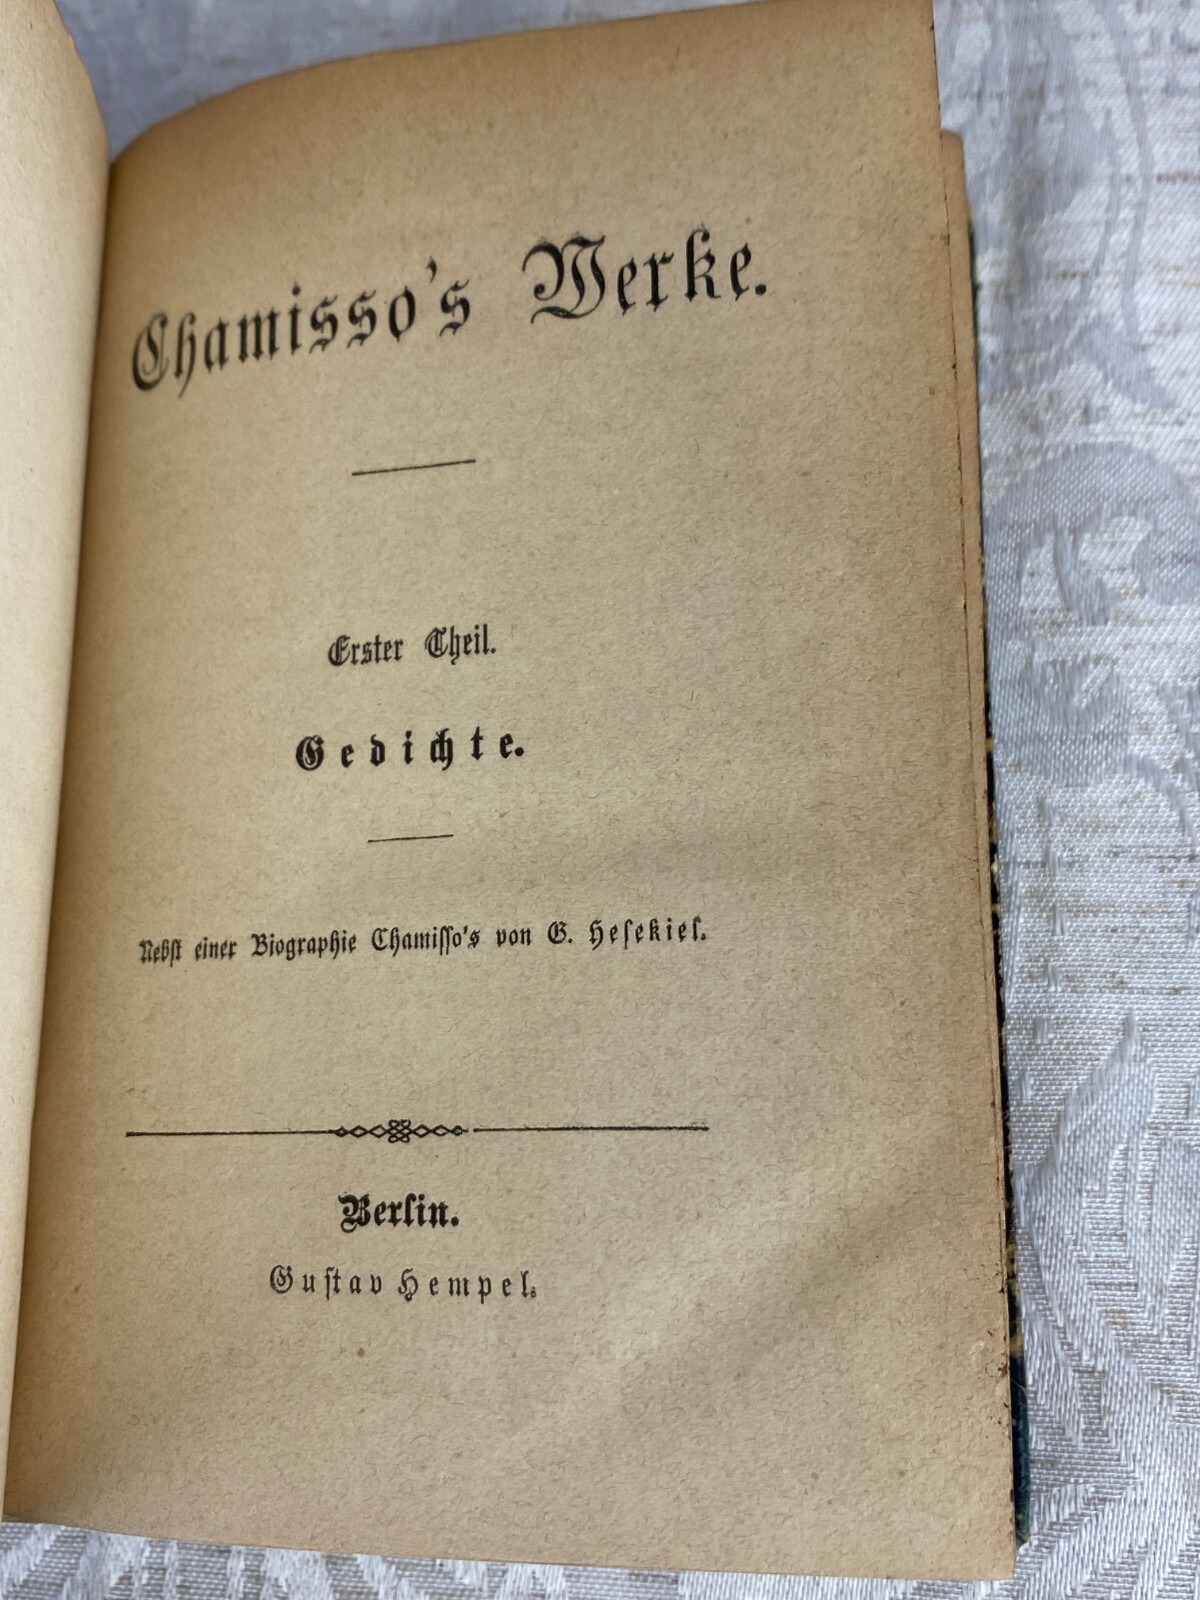 Chamisso's Werke.
Erster Theil.
Gedichte.
Nebſt einer Biographie Chamiſſo's von G. Heſekiel.
Berlin.
Guſtav Hempel.